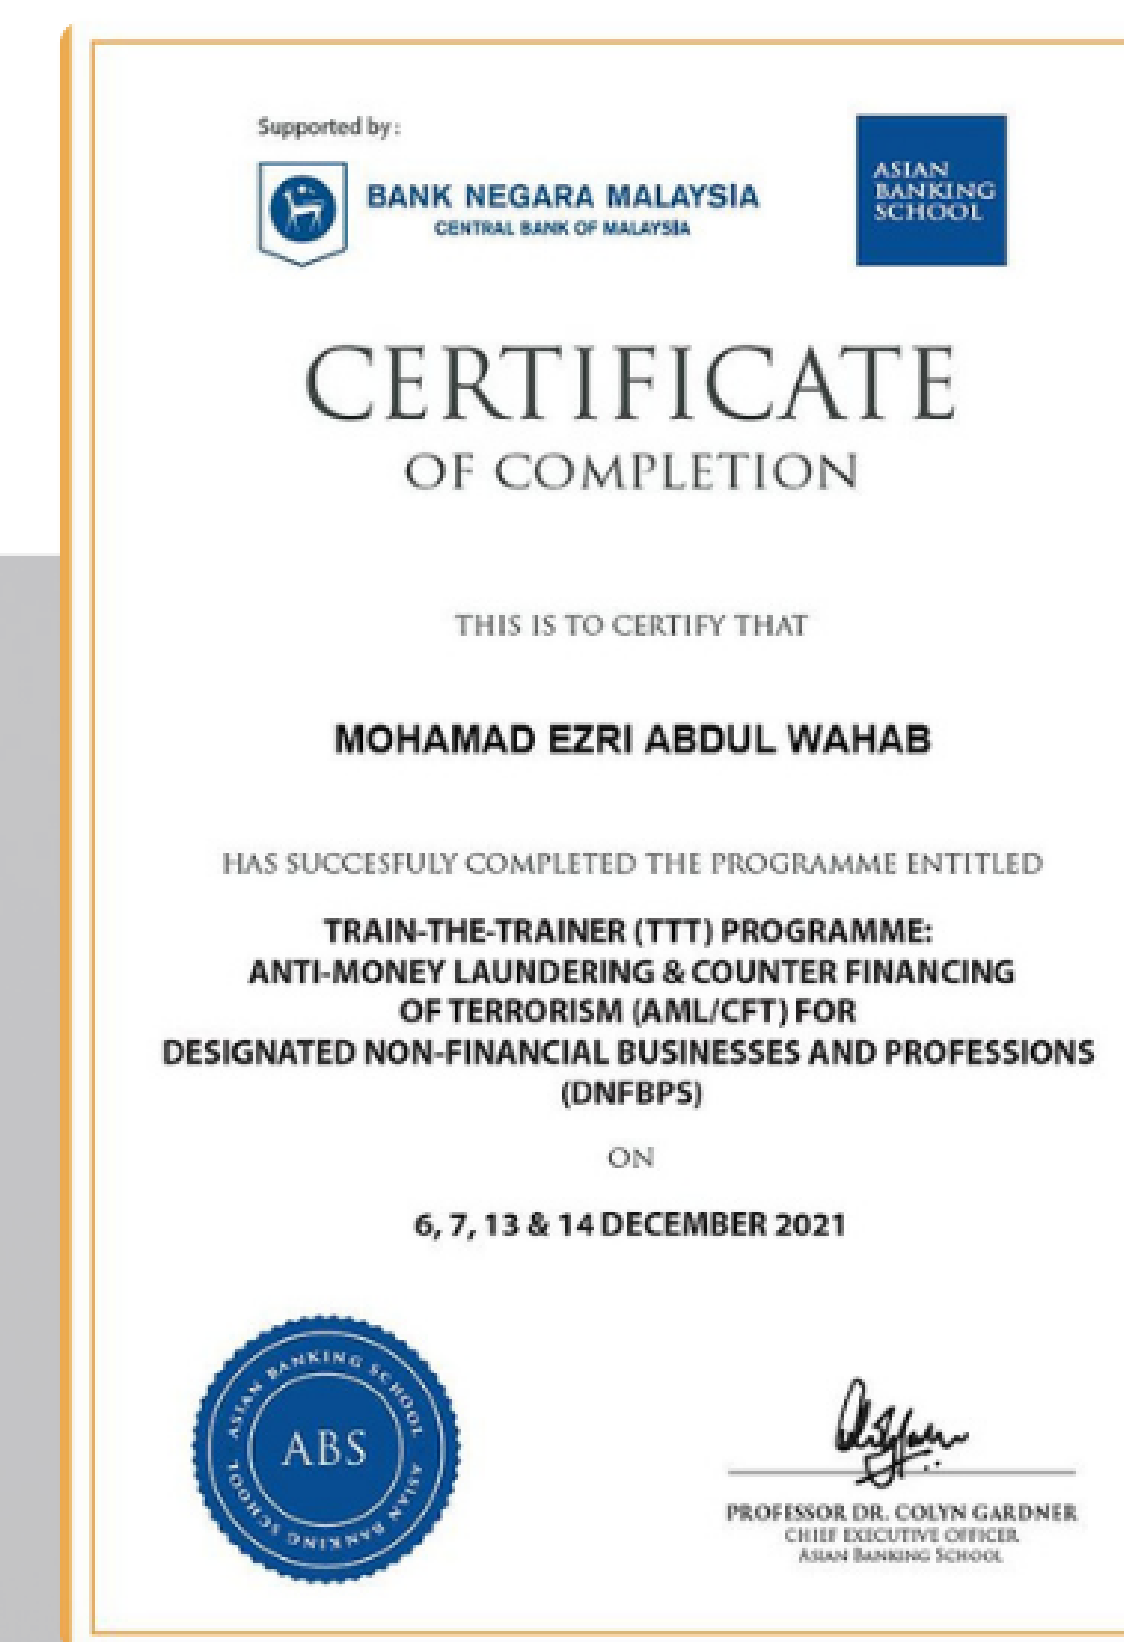 Supported by :
BANK NEGARA MALAYSIA
CENTRAL BANK OF MALAYSIA
ASIAN
BANKING
SCHOOL
CERTIFICATE
OF COMPLETION
THIS IS TO CERTIFY THAT
MOHAMAD EZRI ABDUL WAHAB
HAS SUCCESFULY COMPLETED THE PROGRAMME ENTITLED
TRAIN-THE-TRAINER (TTT) PROGRAMME:
ANTI-MONEY LAUNDERING & COUNTER FINANCING
OF TERRORISM (AML/CFT) FOR
DESIGNATED NON-FINANCIAL BUSINESSES AND PROFESSIONS
(DNFBPS)
ON
6, 7, 13 & 14 DECEMBER 2021
ASIAN BANKING SCHOOL
ABS
ASIAN BANKING SCHOOL
PROFESSOR DR. COLYN GARDNER
CHIEF EXECUTIVE OFFICER
ASIAN BANKING SCHOOL